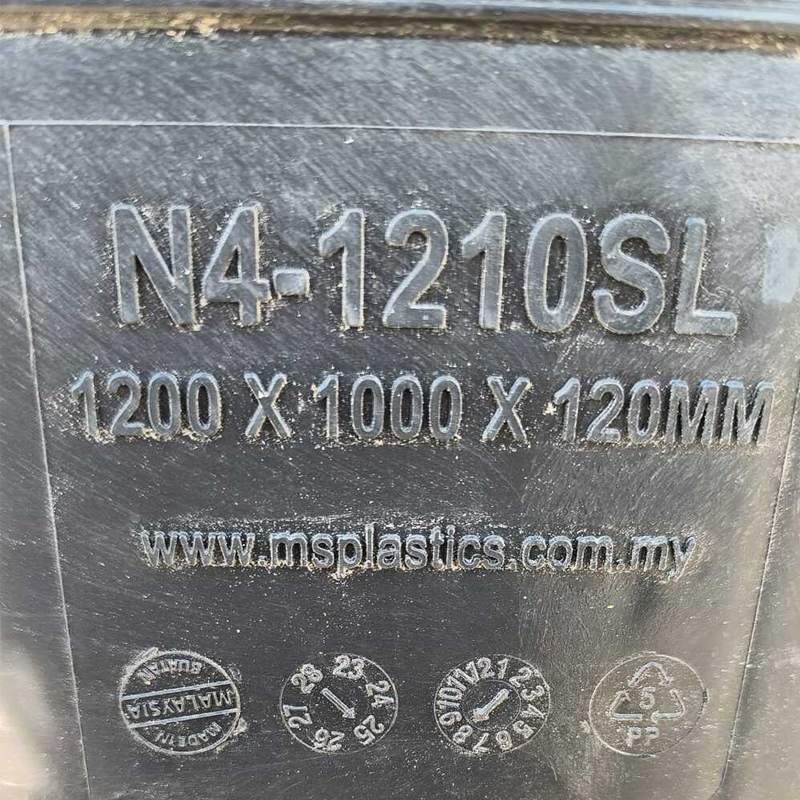 N4-1210SL
1200 X 1000 X 120MM
www.msplastics.com.my
BUATAN
MALAYSIA
MADE IN
23 24 25 26 27 28
1 2 3 4 5 6 7 8 9 10 11 12
5
PP